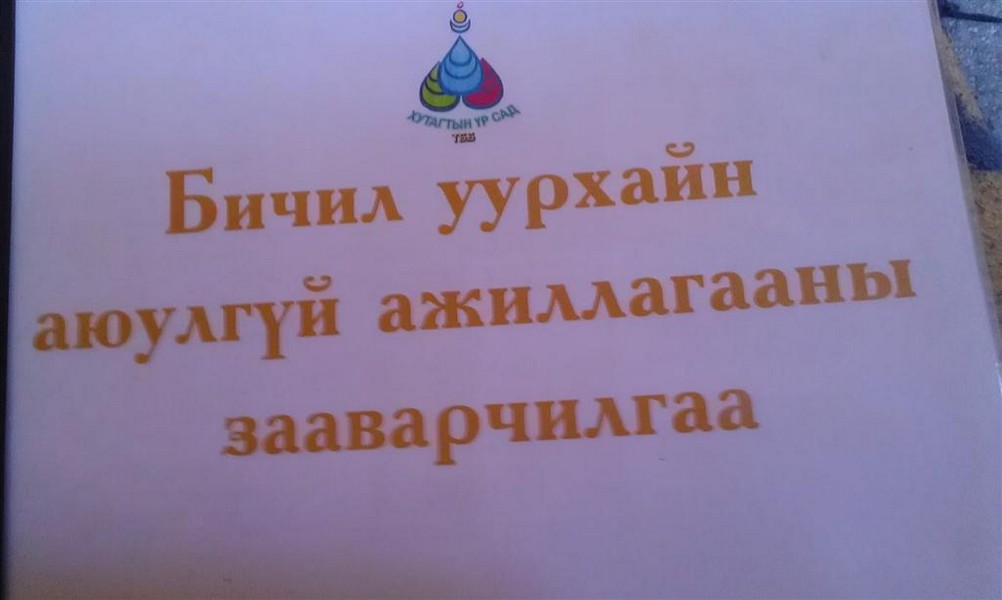 ХУТАГТЫН ҮР САД
ТББ
Бичил уурхайн
аюулгүй ажиллагааны
зааварчилгаа